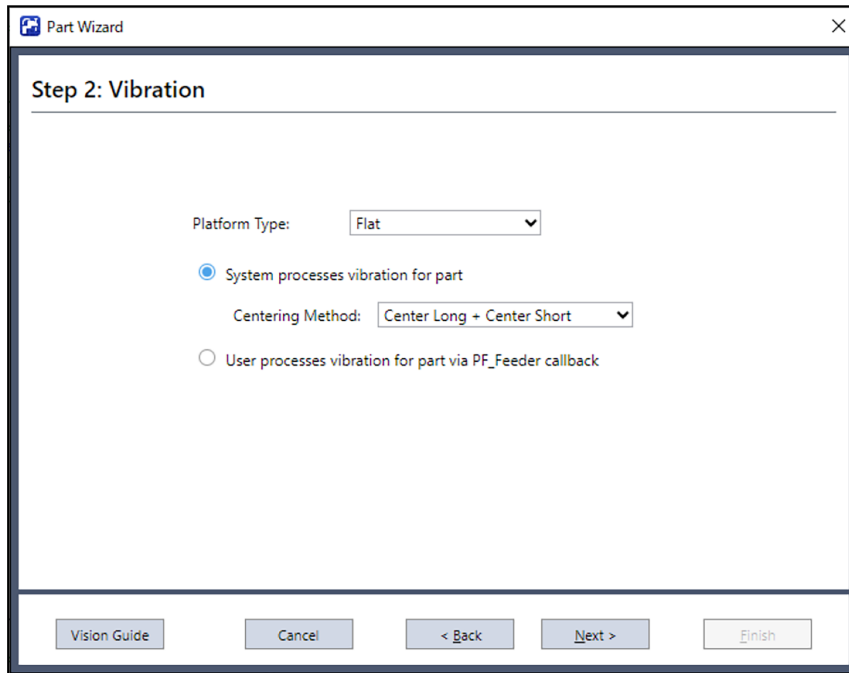 Part Wizard
Step 2: Vibration
Platform Type: Flat
System processes vibration for part
Centering Method: Center Long + Center Short
User processes vibration for part via PF_Feeder callback
Vision Guide Cancel < Back Next > Finish